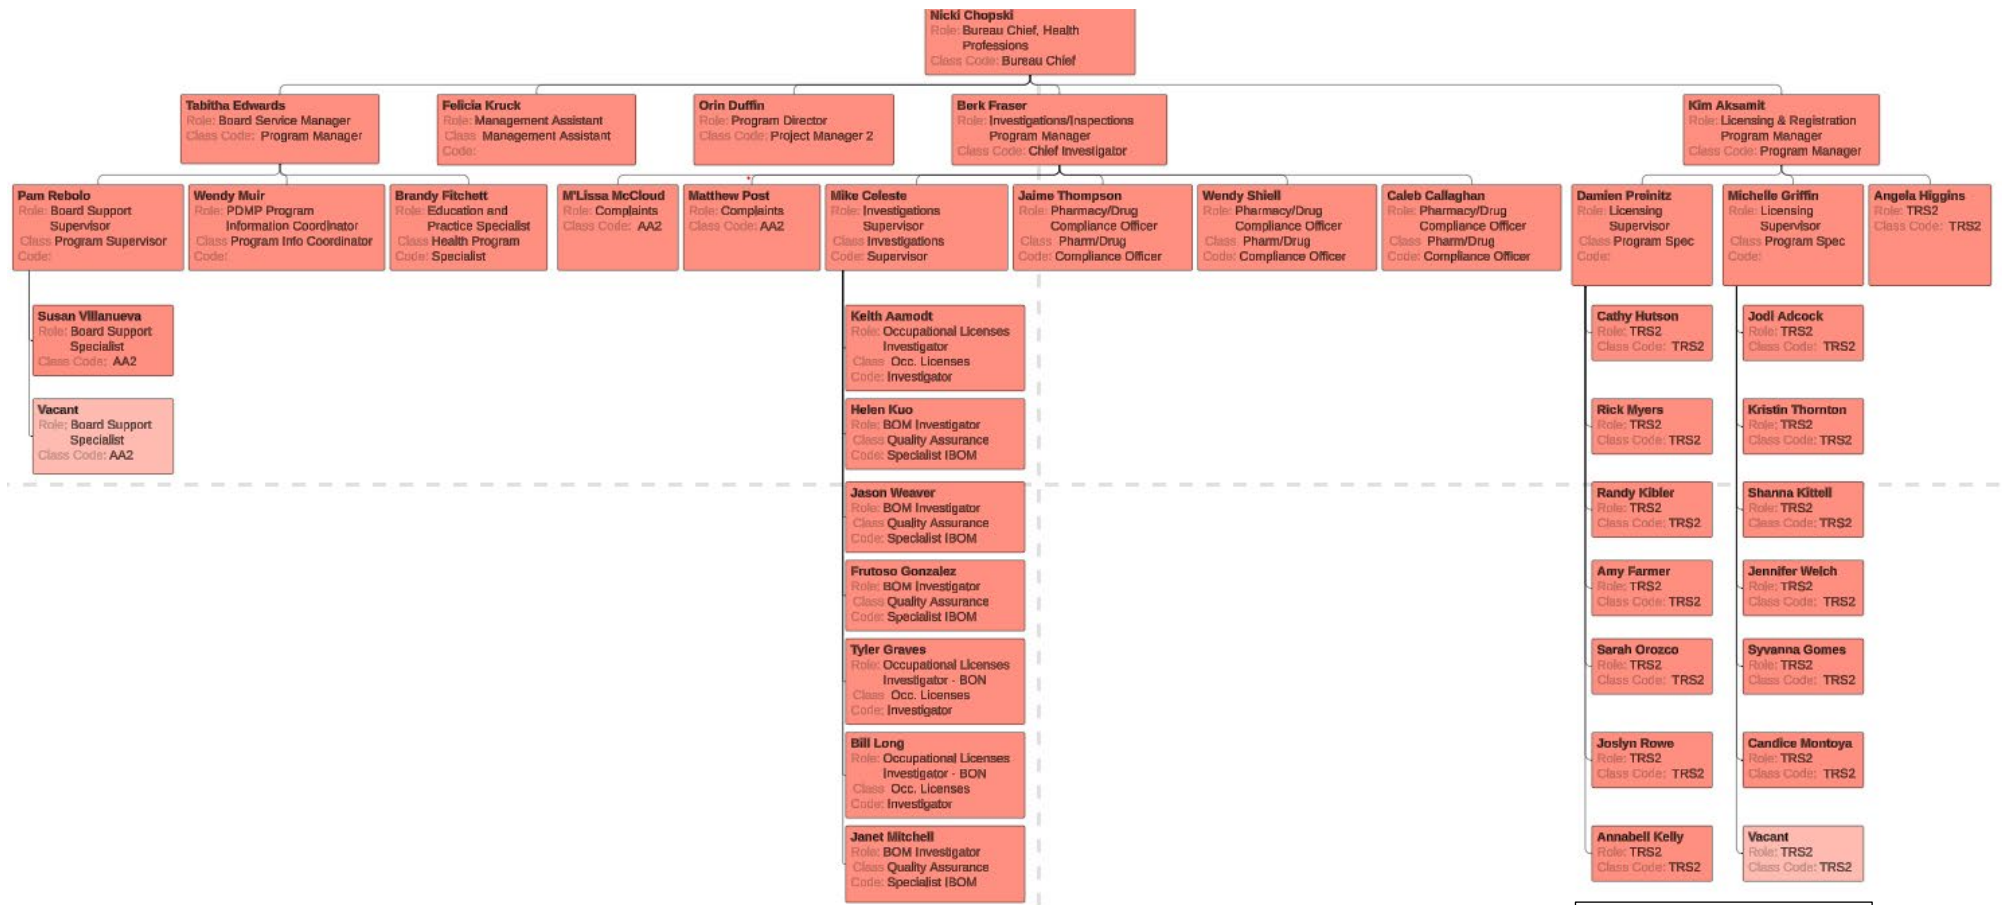 Nicki Chopski
Role: Bureau Chief, Health
Professions
Class Code: Bureau Chief
Tabitha Edwards
Role: Board Service Manager
Class Code: Program Manager
Felicia Kruck
Role: Management Assistant
Class Management Assistant
Code:
Orin Duffin
Role: Program Director
Class Code: Project Manager 2
Berk Fraser
Role: Investigations/Inspections
Program Manager
Class Code: Chief Investigator
Kim Aksamit
Role: Licensing & Registration
Program Manager
Class Code: Program Manager
Pam Rebolo
Role: Board Support
Supervisor
Class Program Supervisor
Code:
Wendy Muir
Role: PDMP Program
Information Coordinator
Class Program Info Coordinator
Code:
Brandy Fitchett
Role: Education and
Practice Specialist
Class Health Program
Code: Specialist
M'Lissa McCloud
Role: Complaints
Class Code: AA2
Matthew Post
Role: Complaints
Class Code: AA2
Mike Celeste
Role: Investigations
Supervisor
Class Investigations
Code: Supervisor
Jaime Thompson
Role: Pharmacy/Drug
Compliance Officer
Class Pharm/Drug
Code: Compliance Officer
Wendy Shiell
Role: Pharmacy/Drug
Compliance Officer
Class Pharm/Drug
Code: Compliance Officer
Caleb Callaghan
Role: Pharmacy/Drug
Compliance Officer
Class Pharm/Drug
Code: Compliance Officer
Damien Preinitz
Role: Licensing
Supervisor
Class Program Spec
Code:
Michelle Griffin
Role: Licensing
Supervisor
Class Program Spec
Code:
Angela Higgins
Role: TRS2
Class Code: TRS2
Susan Villanueva
Role: Board Support
Specialist
Class Code: AA2
Vacant
Role: Board Support
Specialist
Class Code: AA2
Keith Aamodt
Role: Occupational Licenses
Investigator
Class Occ. Licenses
Code: Investigator
Helen Kuo
Role: BOM Investigator
Class Quality Assurance
Code: Specialist IBOM
Jason Weaver
Role: BOM Investigator
Class Quality Assurance
Code: Specialist IBOM
Frutoso Gonzalez
Role: BOM Investigator
Class Quality Assurance
Code: Specialist IBOM
Tyler Graves
Role: Occupational Licenses
Investigator - BON
Class Occ. Licenses
Code: Investigator
Bill Long
Role: Occupational Licenses
Investigator - BON
Class Occ. Licenses
Code: Investigator
Janet Mitchell
Role: BOM Investigator
Class Quality Assurance
Code: Specialist IBOM
Cathy Hutson
Role: TRS2
Class Code: TRS2
Rick Myers
Role: TRS2
Class Code: TRS2
Randy Kibler
Role: TRS2
Class Code: TRS2
Amy Farmer
Role: TRS2
Class Code: TRS2
Sarah Orozco
Role: TRS2
Class Code: TRS2
Joslyn Rowe
Role: TRS2
Class Code: TRS2
Annabell Kelly
Role: TRS2
Class Code: TRS2
Jodi Adcock
Role: TRS2
Class Code: TRS2
Kristin Thornton
Role: TRS2
Class Code: TRS2
Shanna Kittell
Role: TRS2
Class Code: TRS2
Jennifer Welch
Role: TRS2
Class Code: TRS2
Syvanna Gomes
Role: TRS2
Class Code: TRS2
Candice Montoya
Role: TRS2
Class Code: TRS2
Vacant
Role: TRS2
Class Code: TRS2